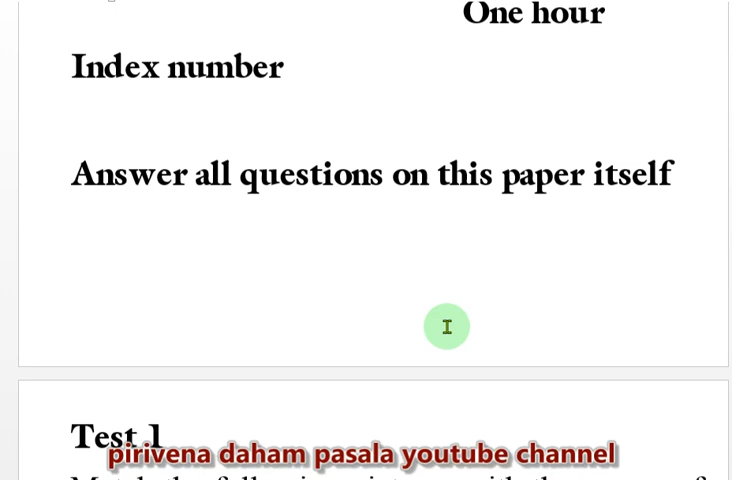 One hour
Index number
Answer all questions on this paper itself
Test 1
pirivena daham pasala youtube channel